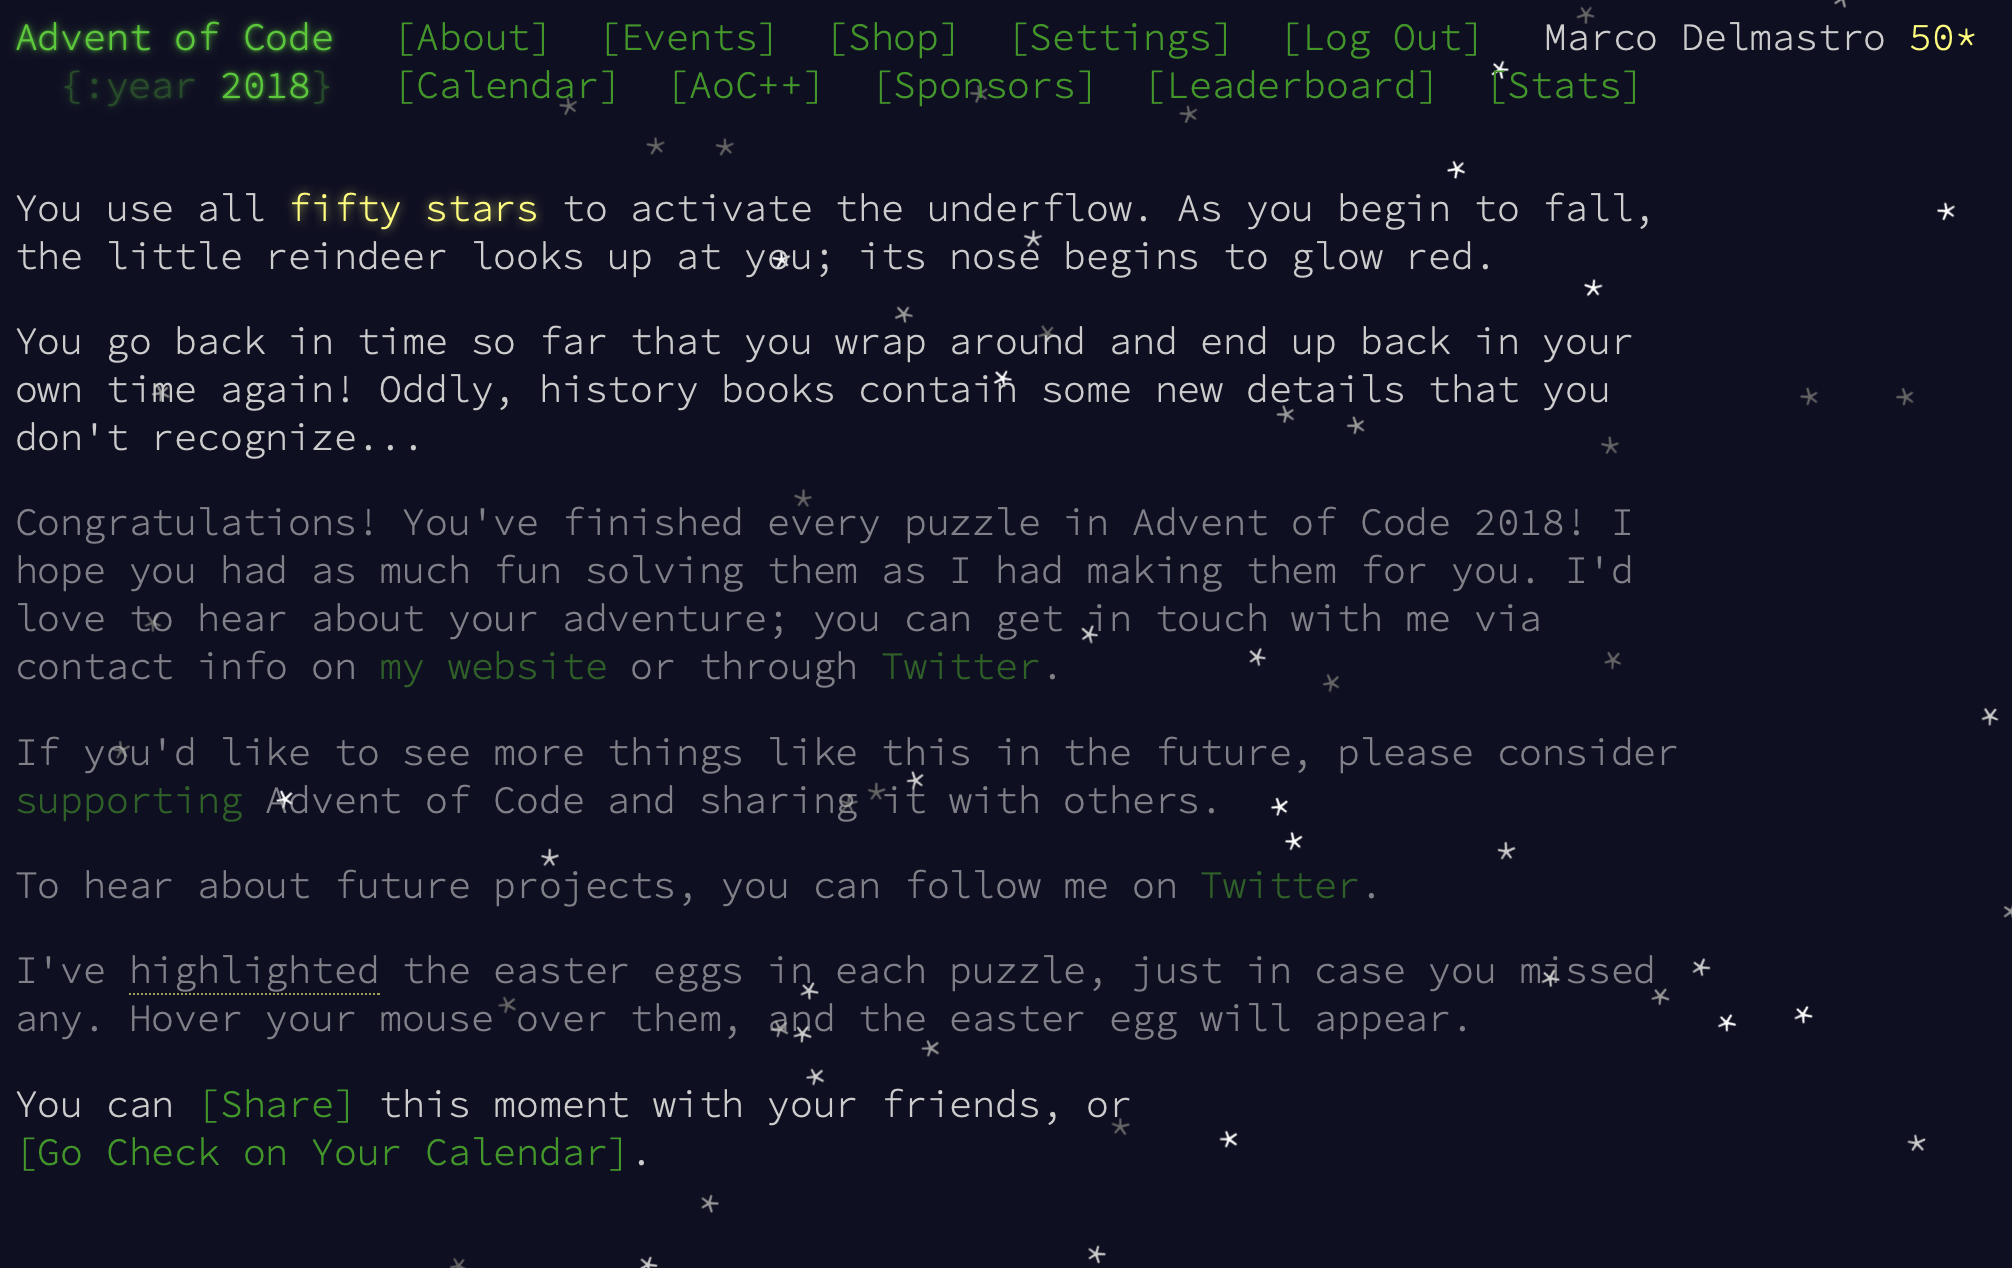 Advent of Code [About] [Events] [Shop] [Settings] [Log Out] Marco Delmastro 50*
{:year 2018} [Calendar] [AoC++] [Sponsors] [Leaderboard] [Stats]
You use all fifty stars to activate the underflow. As you begin to fall,
the little reindeer looks up at you; its nose begins to glow red.
You go back in time so far that you wrap around and end up back in your
own time again! Oddly, history books contain some new details that you
don't recognize...
Congratulations! You've finished every puzzle in Advent of Code 2018! I
hope you had as much fun solving them as I had making them for you. I'd
love to hear about your adventure; you can get in touch with me via
contact info on my website or through Twitter.
If you'd like to see more things like this in the future, please consider
supporting Advent of Code and sharing it with others.
To hear about future projects, you can follow me on Twitter.
I've highlighted the easter eggs in each puzzle, just in case you missed
any. Hover your mouse over them, and the easter egg will appear.
You can [Share] this moment with your friends, or
[Go Check on Your Calendar].